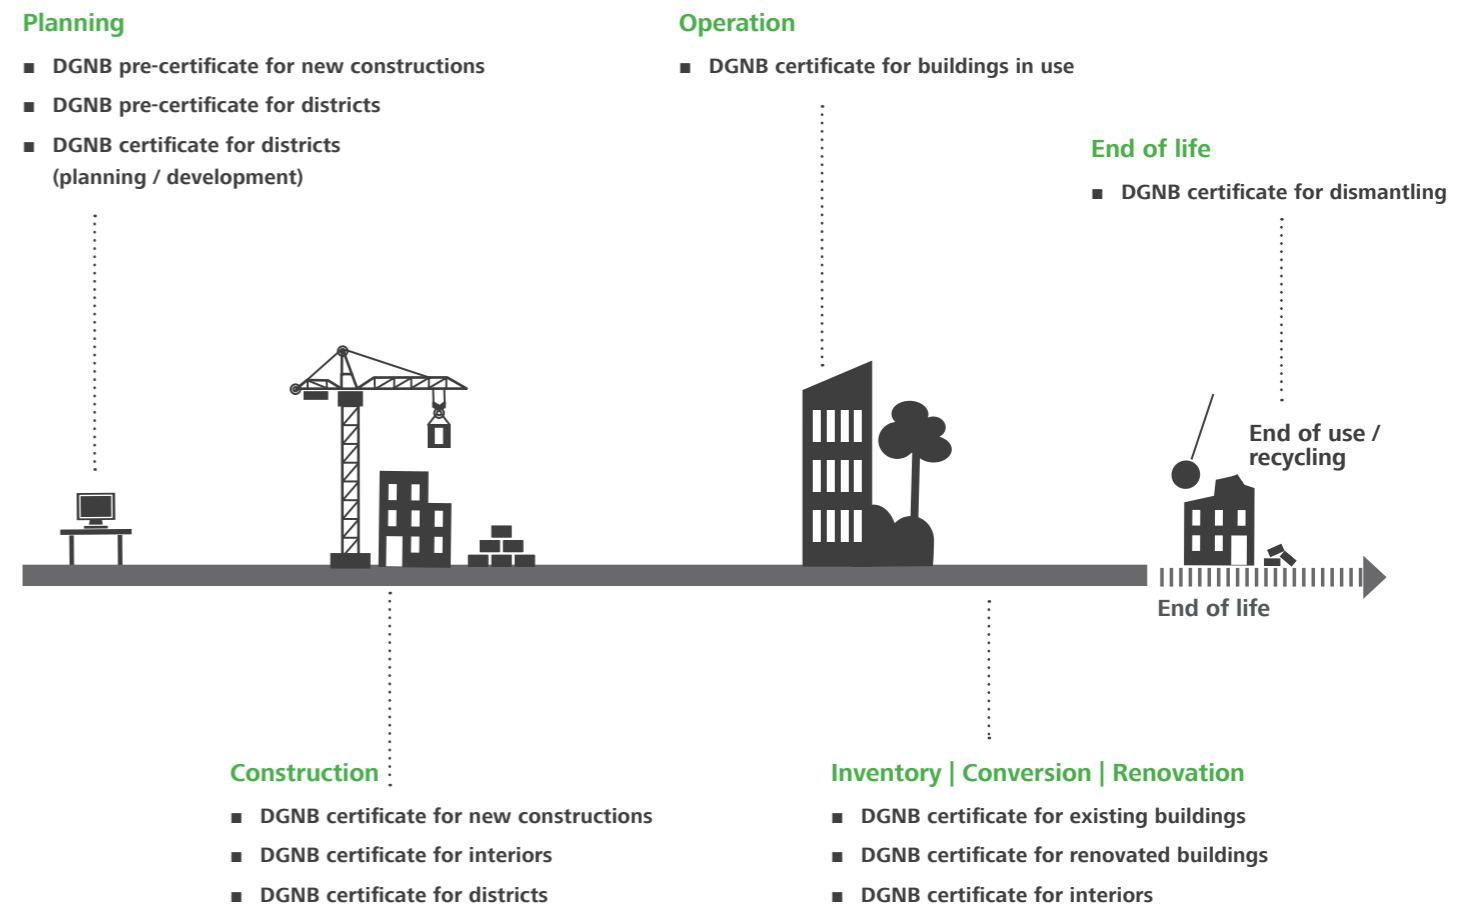 Planning
■ DGNB pre-certificate for new constructions
■ DGNB pre-certificate for districts
■ DGNB certificate for districts
(planning / development)
Operation
■ DGNB certificate for buildings in use
End of life
■ DGNB certificate for dismantling
End of use /
recycling
End of life
Construction
■ DGNB certificate for new constructions
■ DGNB certificate for interiors
■ DGNB certificate for districts
Inventory | Conversion | Renovation
■ DGNB certificate for existing buildings
■ DGNB certificate for renovated buildings
■ DGNB certificate for interiors